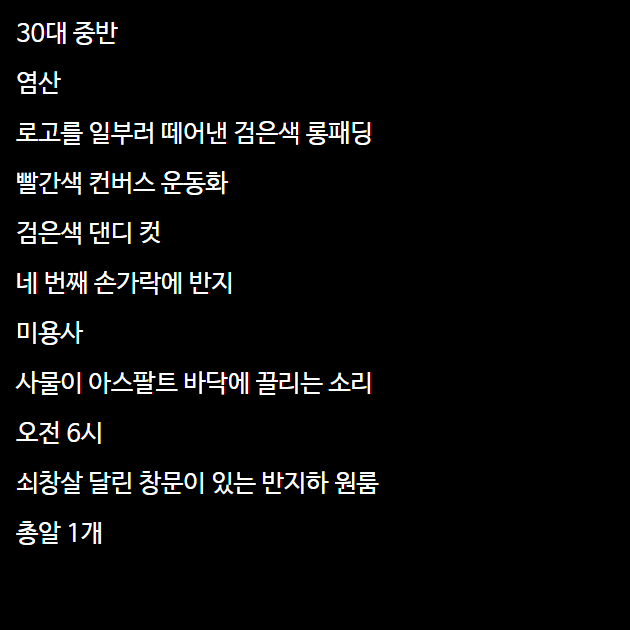 30대 중반
염산
로고를 일부러 떼어낸 검은색 롱패딩
빨간색 컨버스 운동화
검은색 댄디 컷
네 번째 손가락에 반지
미용사
사물이 아스팔트 바닥에 끌리는 소리
오전 6시
쇠창살 달린 창문이 있는 반지하 원룸
총알 1개